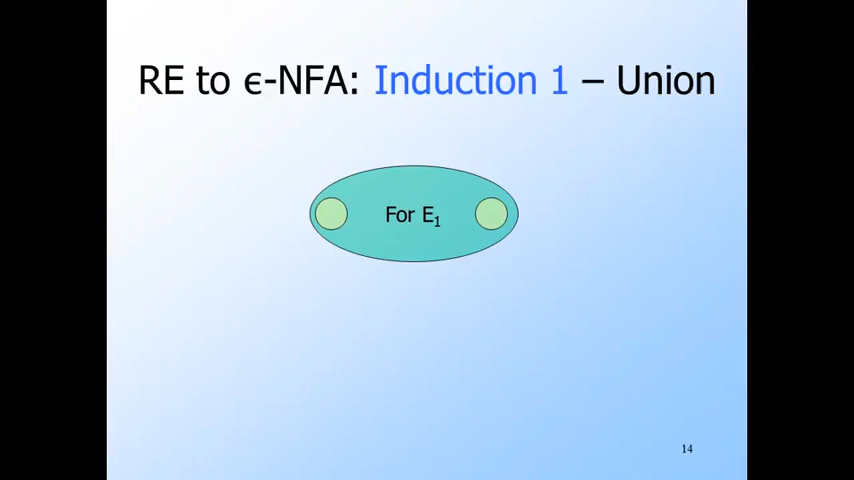 RE to ϵ-NFA: Induction 1 – Union
For E₁
14